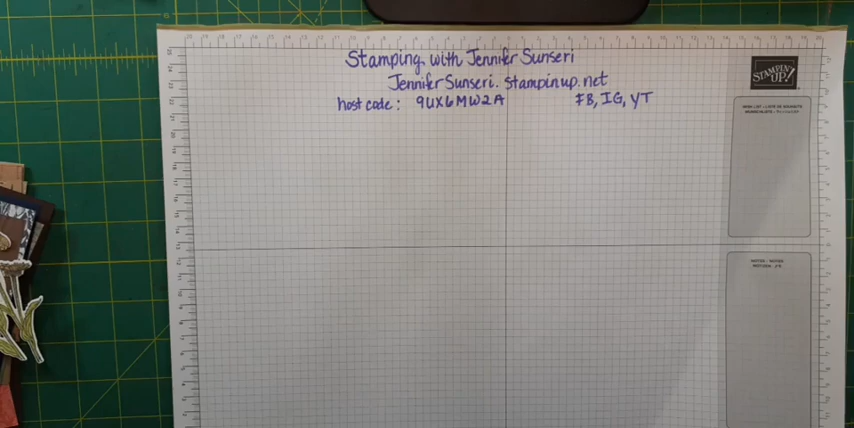 Stamping with Jennifer Sunseri
JenniferSunseri.stampinup.net
host code: 9UX6MW2A
FB, IG, YT
STAMPIN' UP!